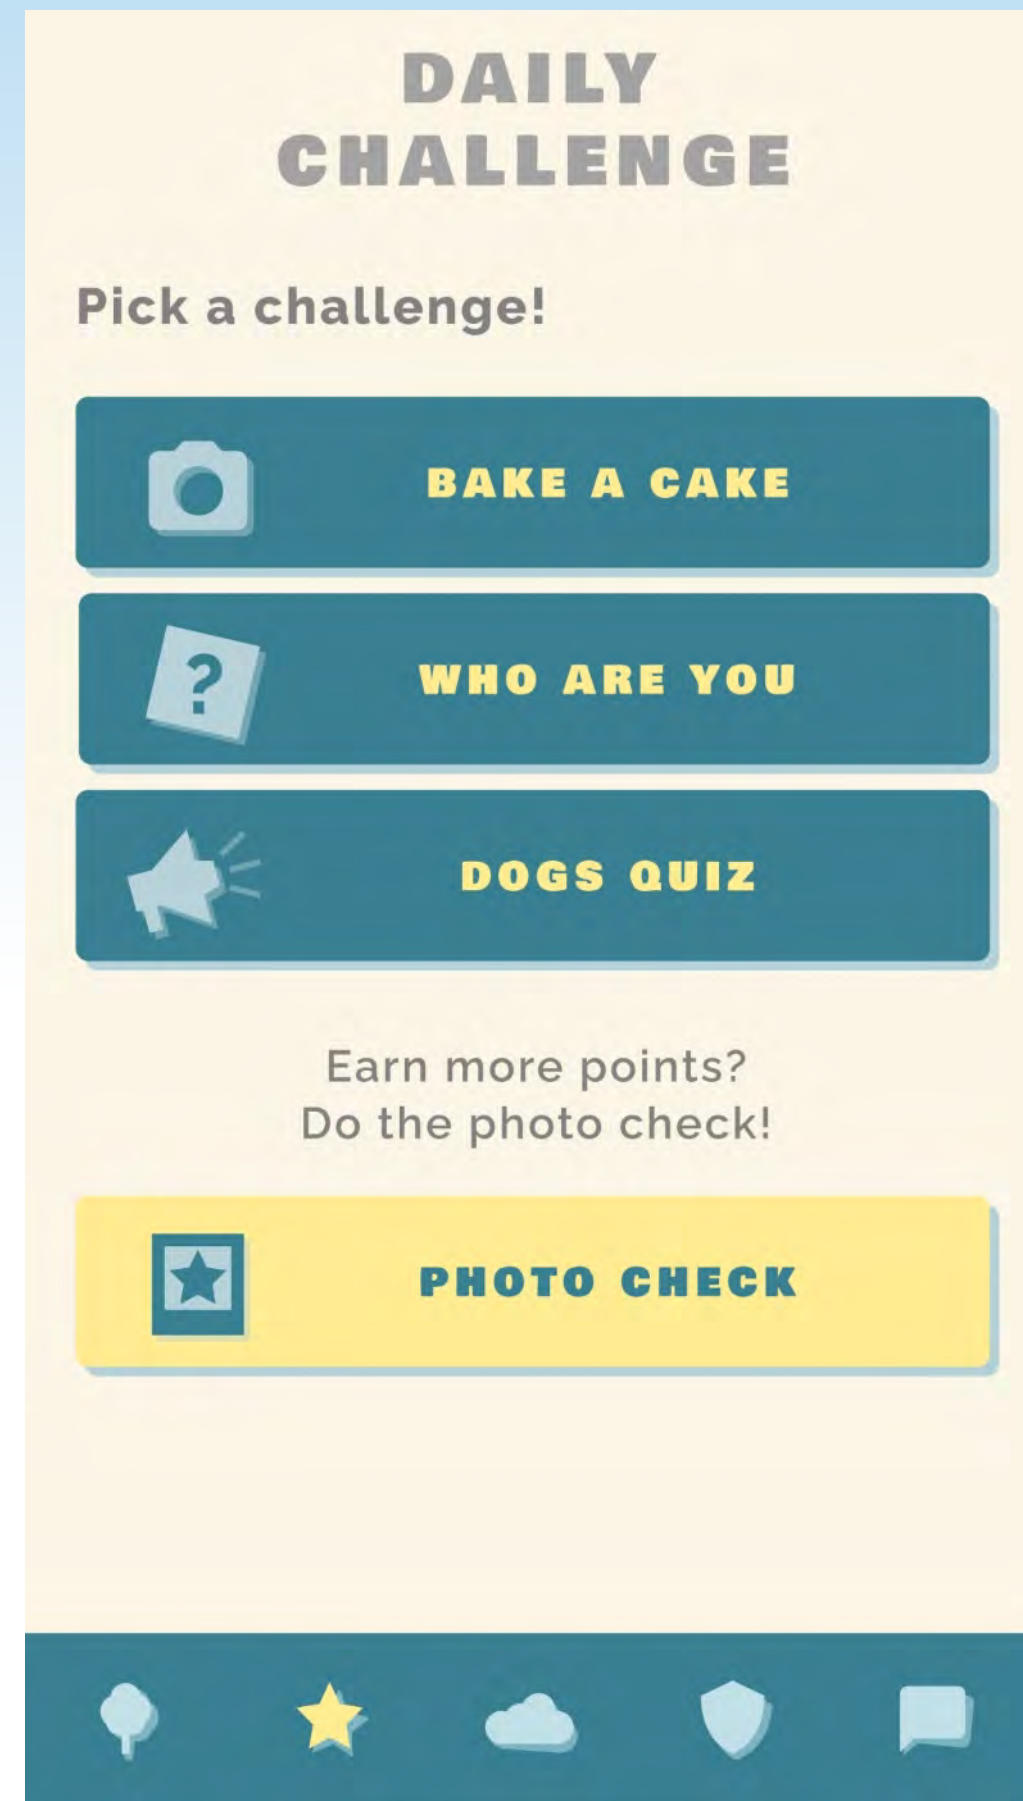 DAILY
CHALLENGE
Pick a challenge!
BAKE A CAKE
?
WHO ARE YOU
DOGS QUIZ
Earn more points?
Do the photo check!
PHOTO CHECK